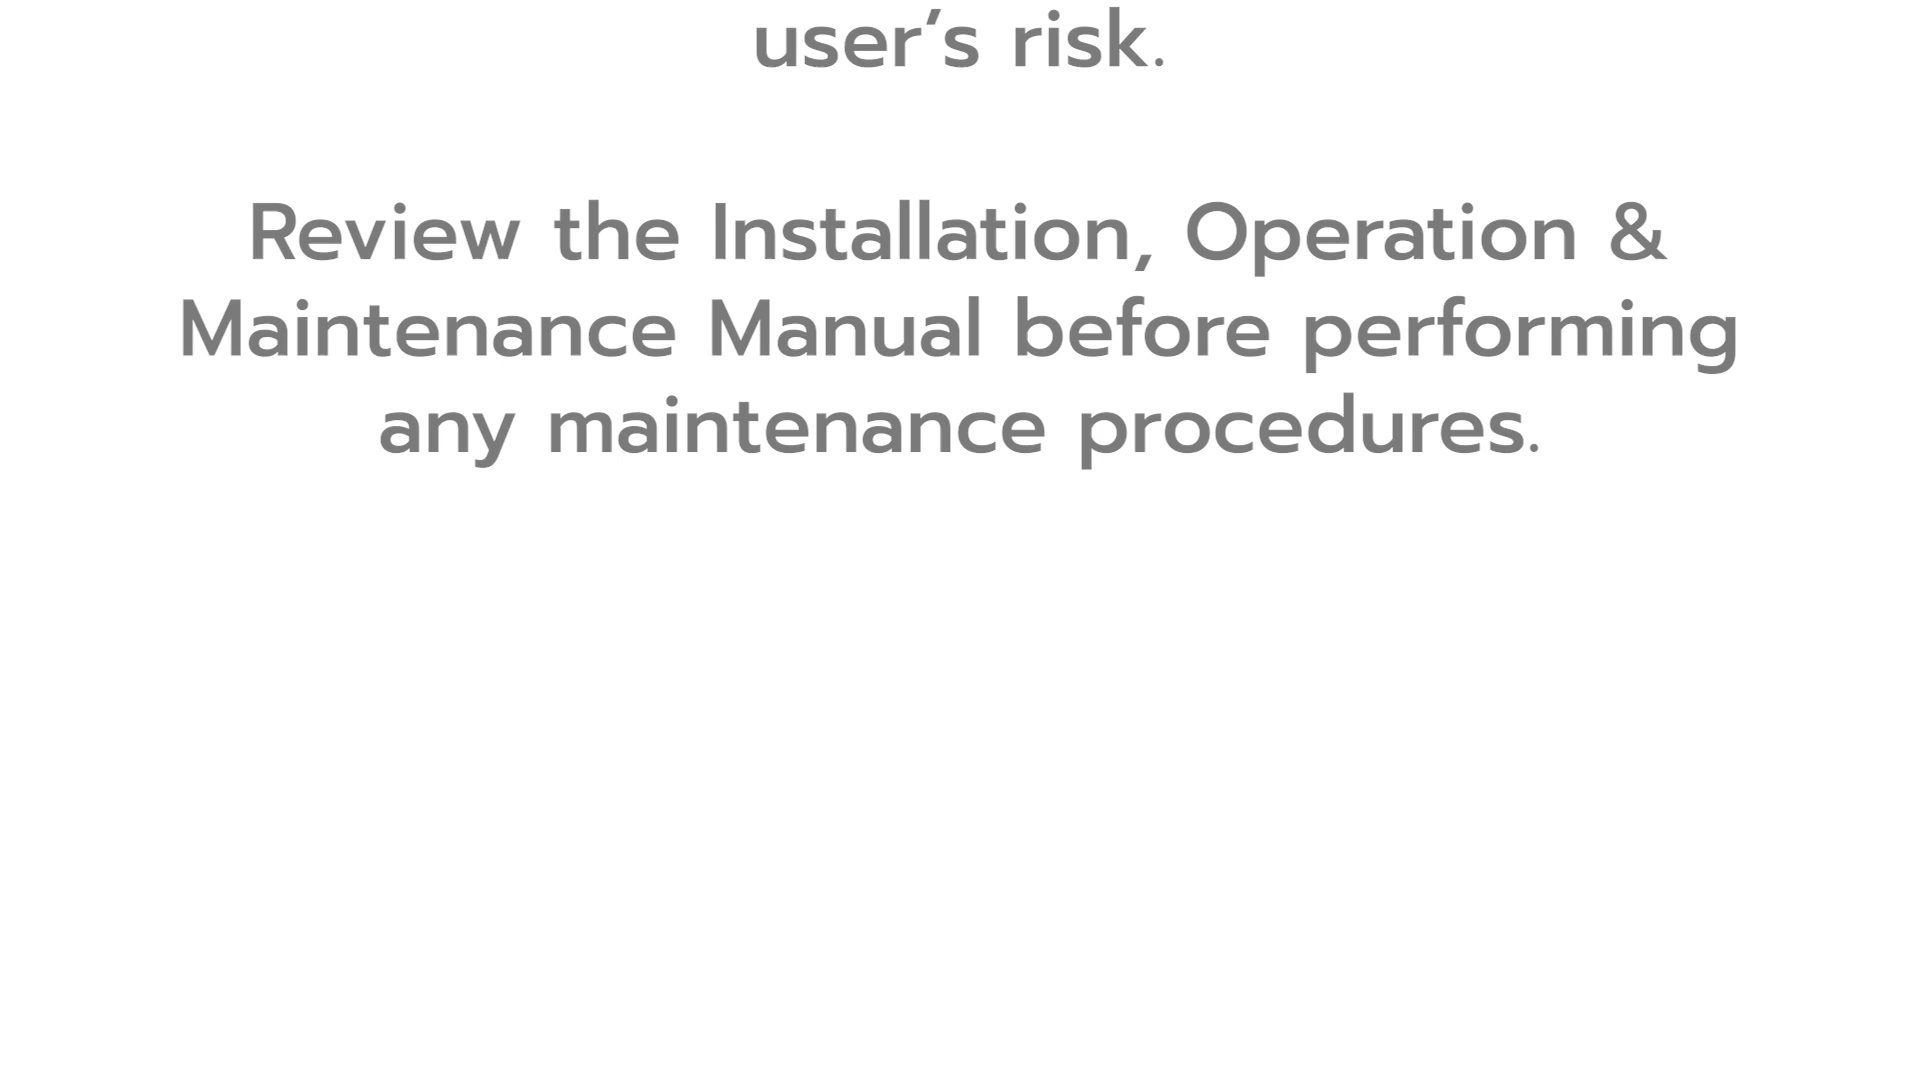 user’s risk.
Review the Installation, Operation &
Maintenance Manual before performing
any maintenance procedures.